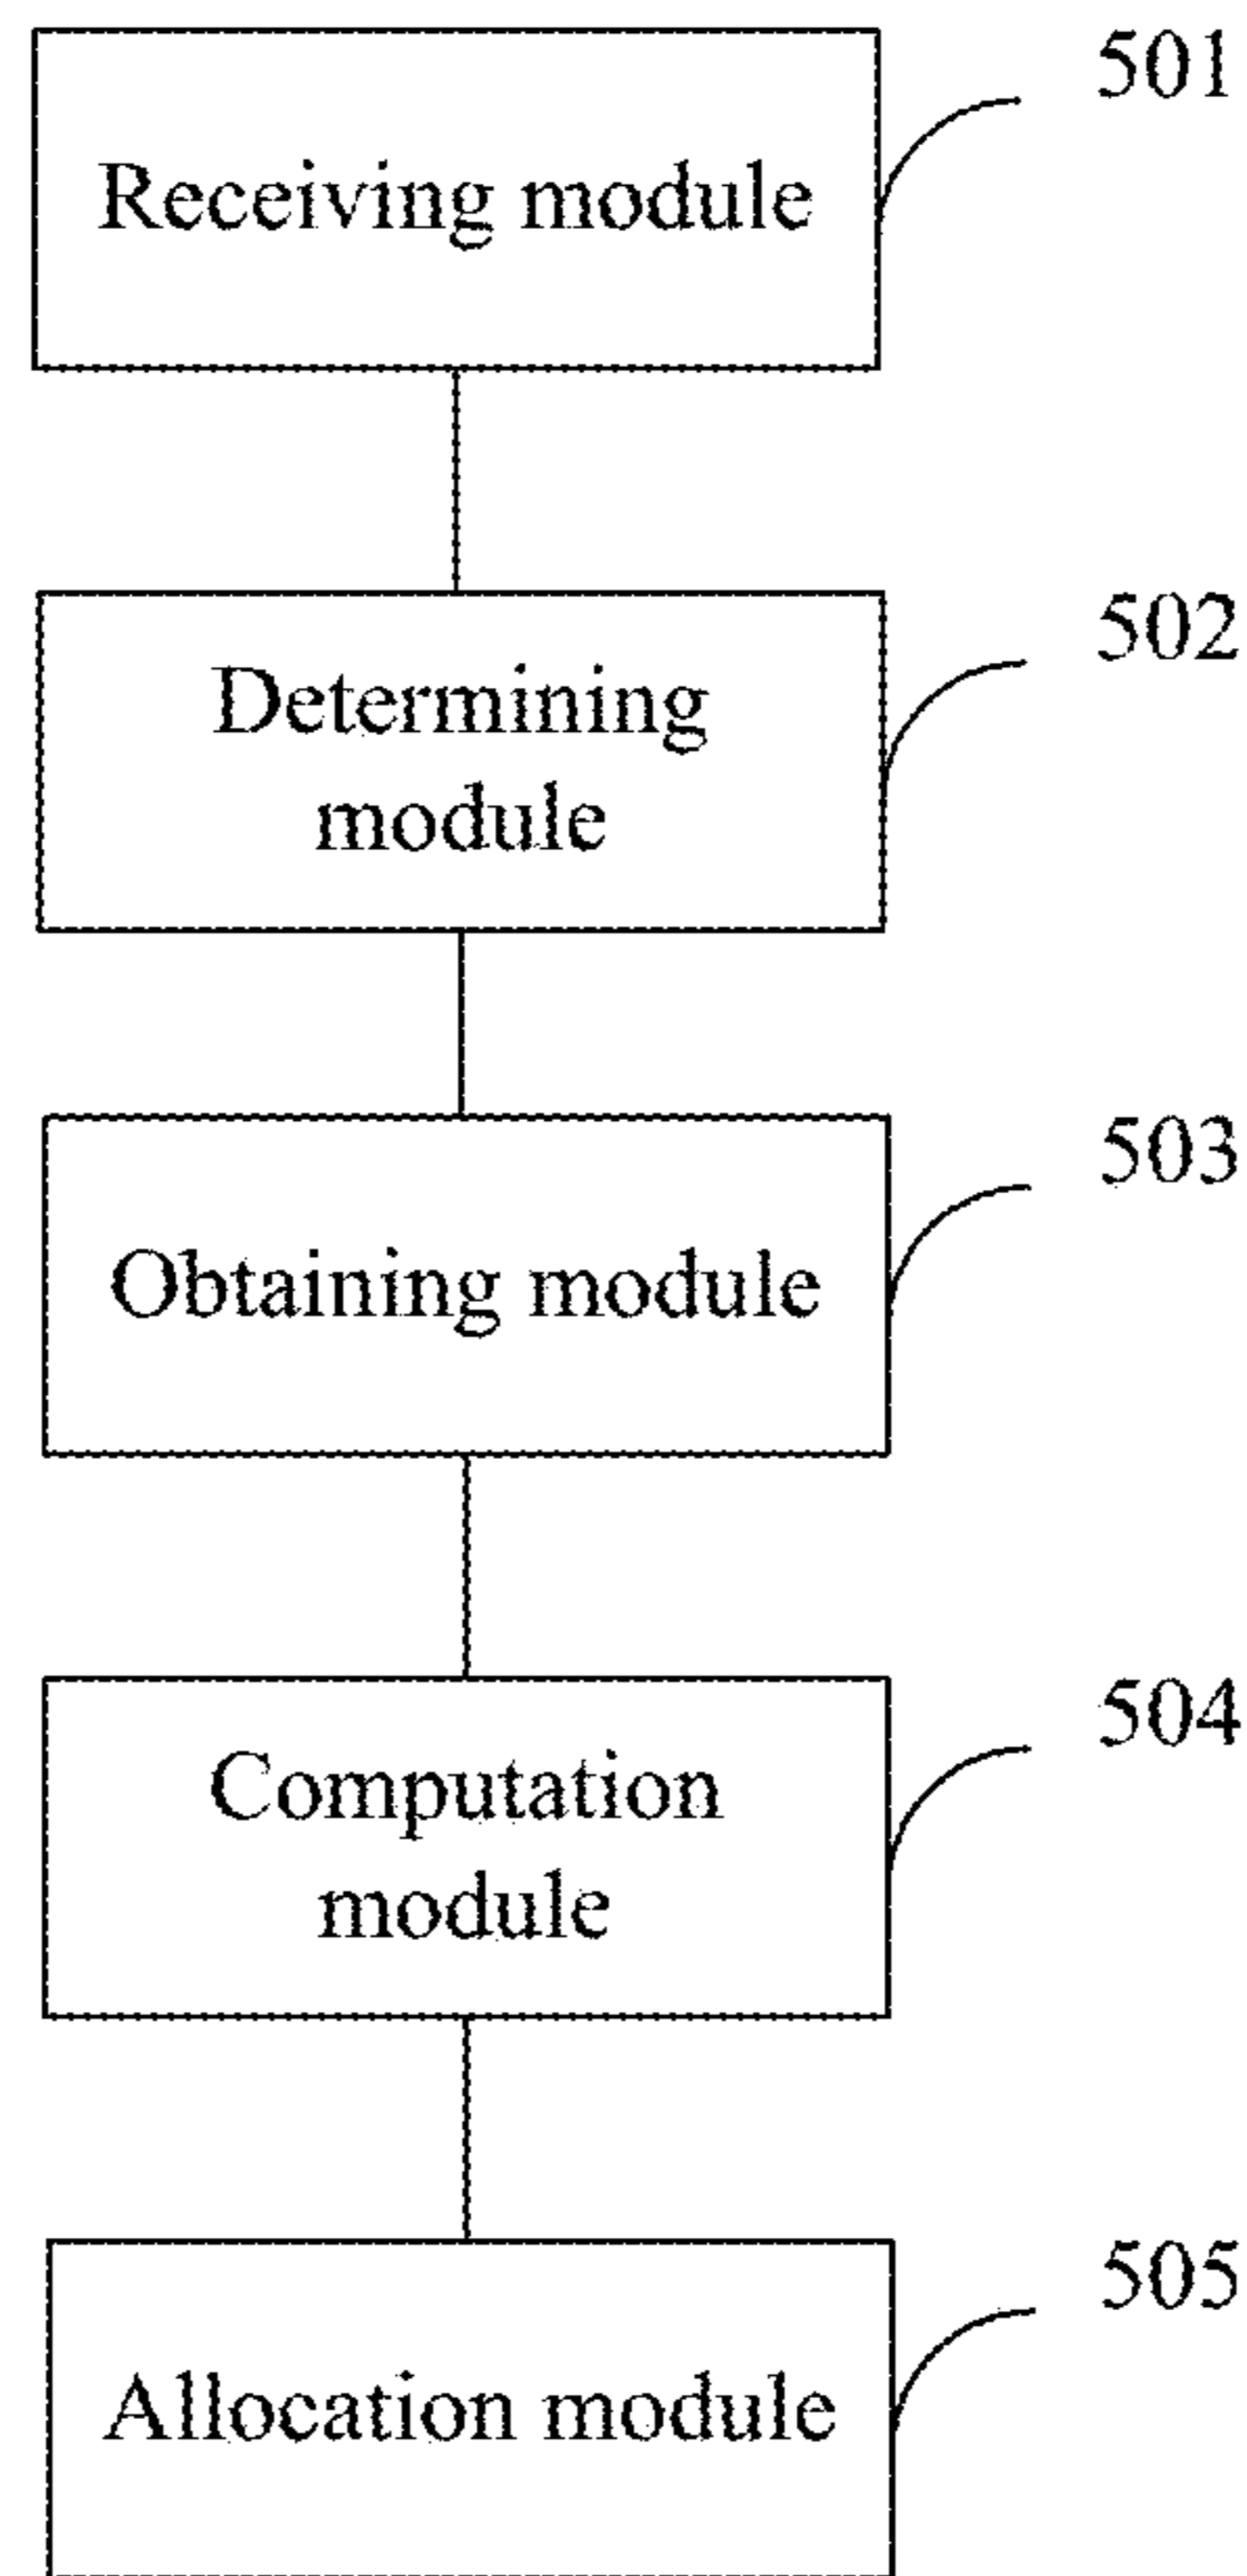 501
Receiving module
502
Determining
module
503
Obtaining module
504
Computation
module
505
Allocation module